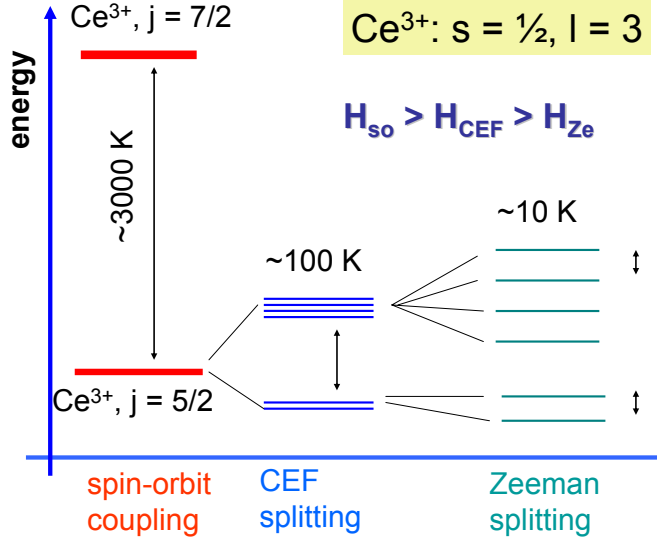 Ce³⁺, j = 7/2
Ce³⁺: s = ½, l = 3
energy
H_so > H_CEF > H_Ze
~3000 K
~10 K
~100 K
Ce³⁺, j = 5/2
spin-orbit
coupling
CEF
splitting
Zeeman
splitting